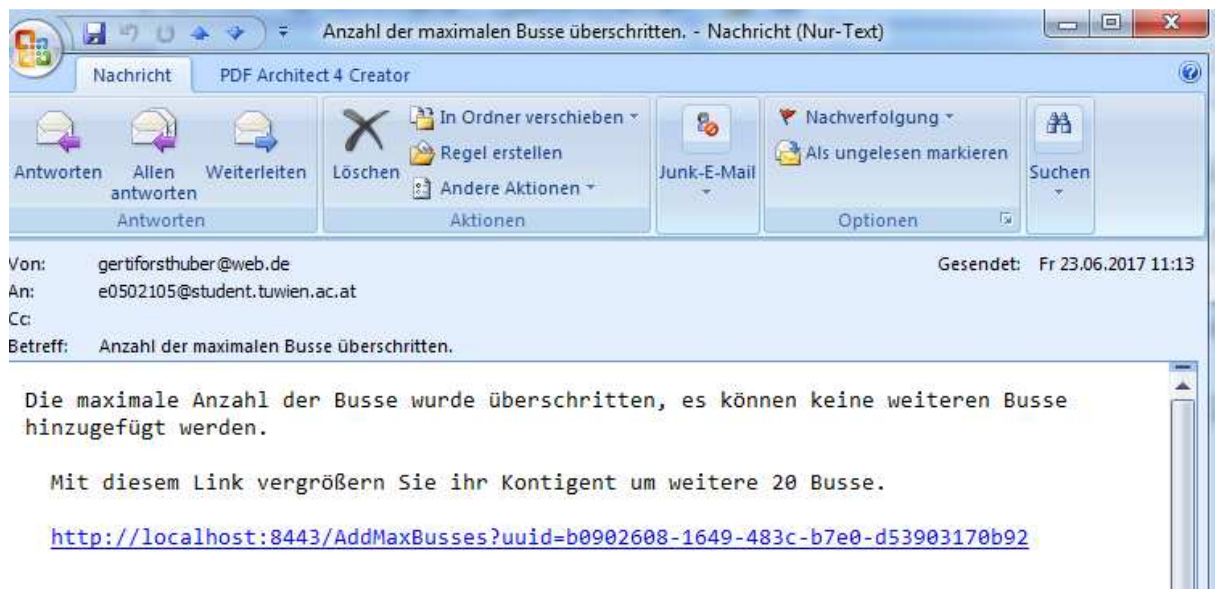 Anzahl der maximalen Busse überschritten. - Nachricht (Nur-Text)
Nachricht PDF Architect 4 Creator
Antworten
Allen antworten
Weiterleiten
Antworten
Löschen
In Ordner verschieben
Regel erstellen
Andere Aktionen
Aktionen
Junk-E-Mail
Nachverfolgung
Als ungelesen markieren
Optionen
Suchen
Von: gertiforsthuber@web.de Gesendet: Fr 23.06.2017 11:13
An: e0502105@student.tuwien.ac.at
Cc:
Betreff: Anzahl der maximalen Busse überschritten.
Die maximale Anzahl der Busse wurde überschritten, es können keine weiteren Busse
hinzugefügt werden.
Mit diesem Link vergrößern Sie ihr Kontigent um weitere 20 Busse.
http://localhost:8443/AddMaxBusses?uuid=b0902608-1649-483c-b7e0-d53903170b92